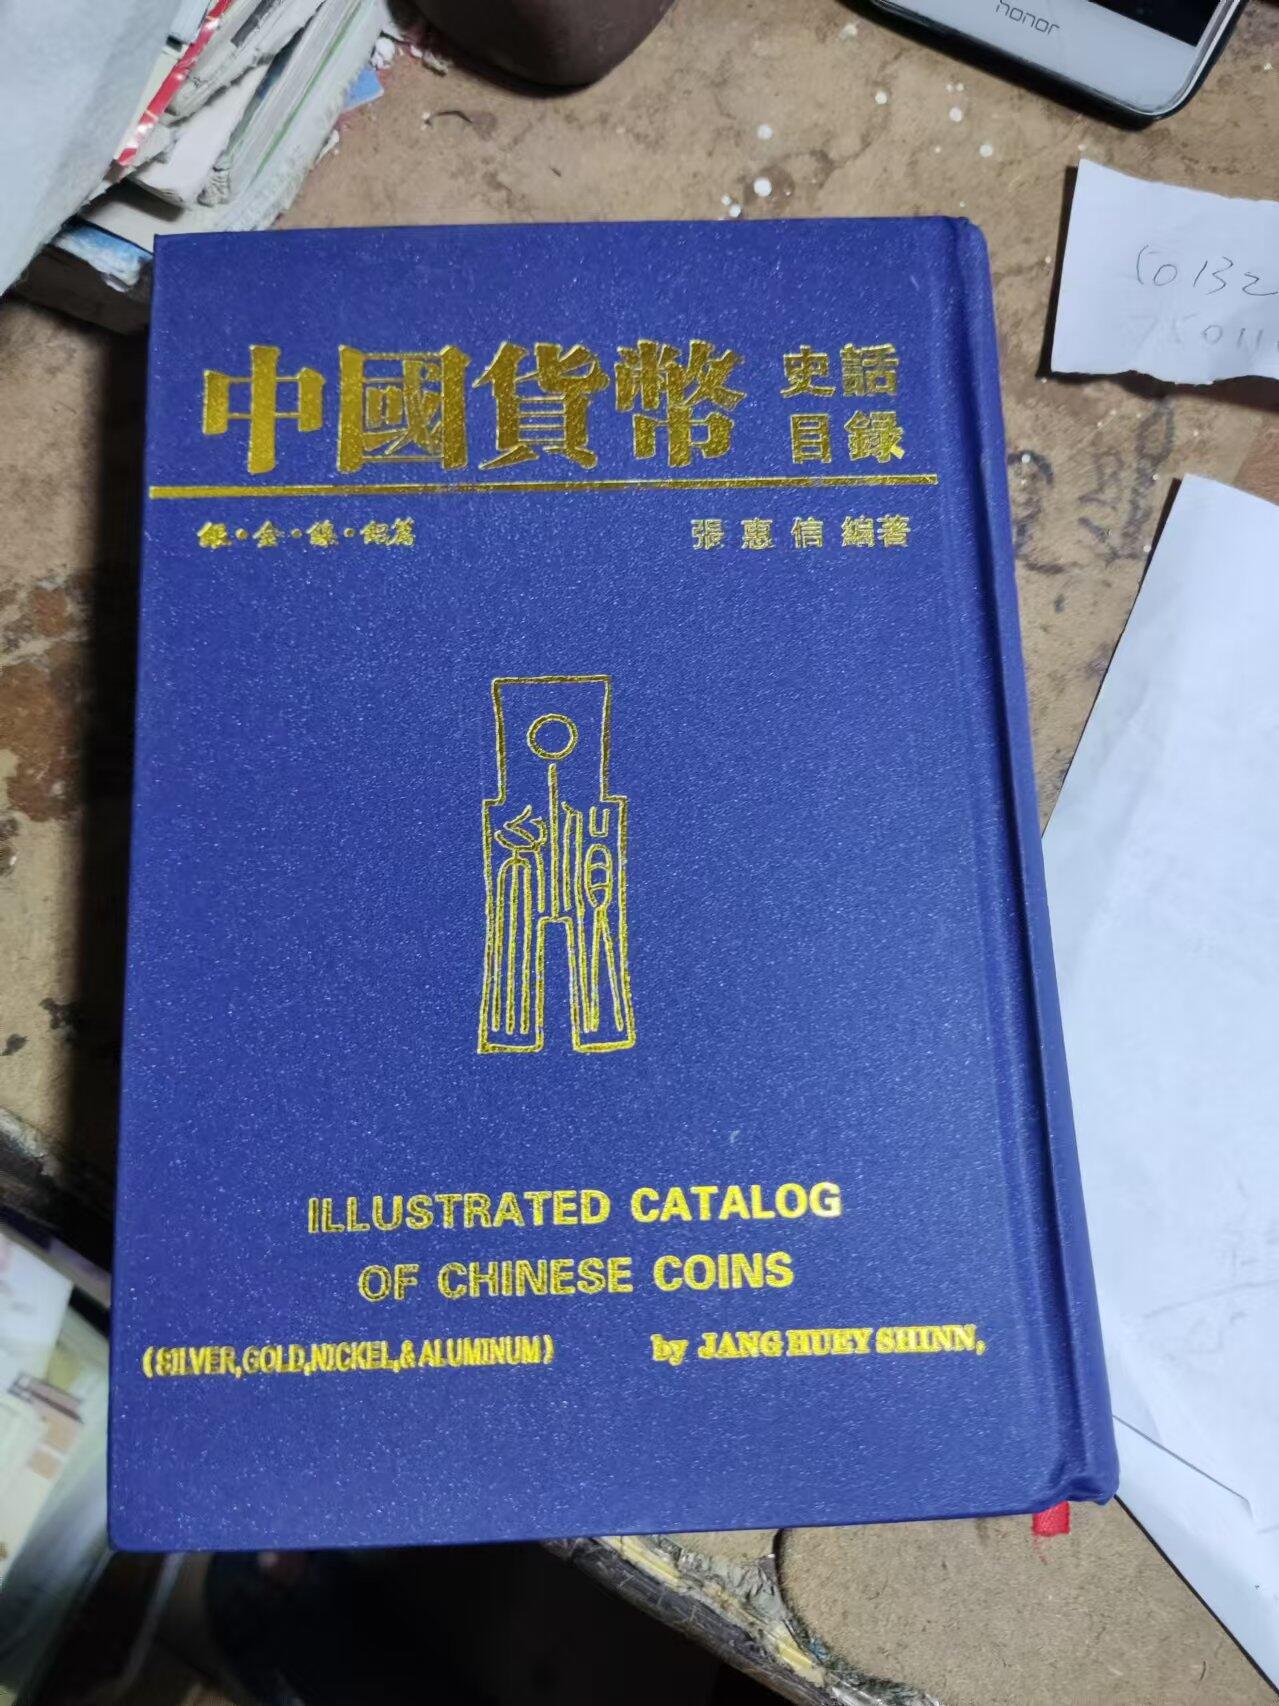 honor
中國貨幣 史話
目錄
銀·金·鎳·鋁篇 張惠信 編著
ILLUSTRATED CATALOG
OF CHINESE COINS
(SILVER,GOLD,NICKEL,&ALUMINUM) by JANG HUEY SHINN,